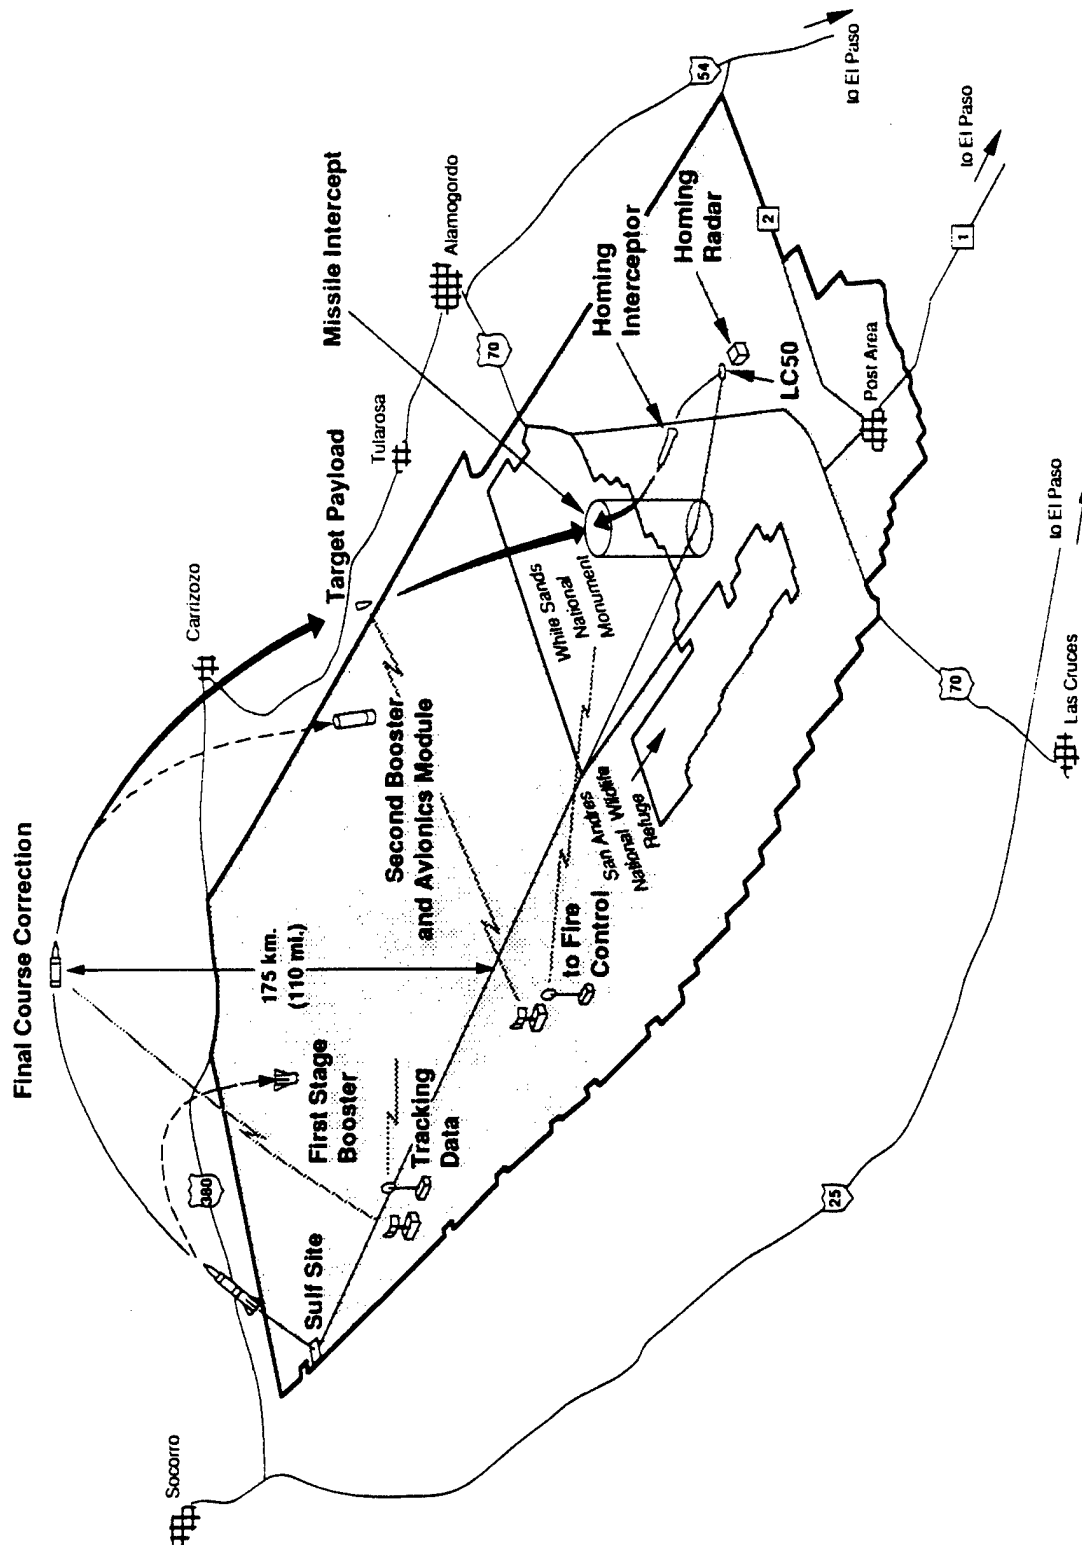 Final Course Correction
Socorro
380
Sulf Site
First Stage
Booster
Tracking
Data
175 km.
(110 mi.)
Second Booster
and Avionics Module
to Fire
Control
Carrizozo
Target Payload
Tularosa
Missile Intercept
Alamogordo
70
54
to El Paso
White Sands
National
Monument
San Andres
National Wildlife
Refuge
Homing
Interceptor
Homing
Radar
LC50
2
1
to El Paso
Post Area
25
70
Las Cruces
to El Paso